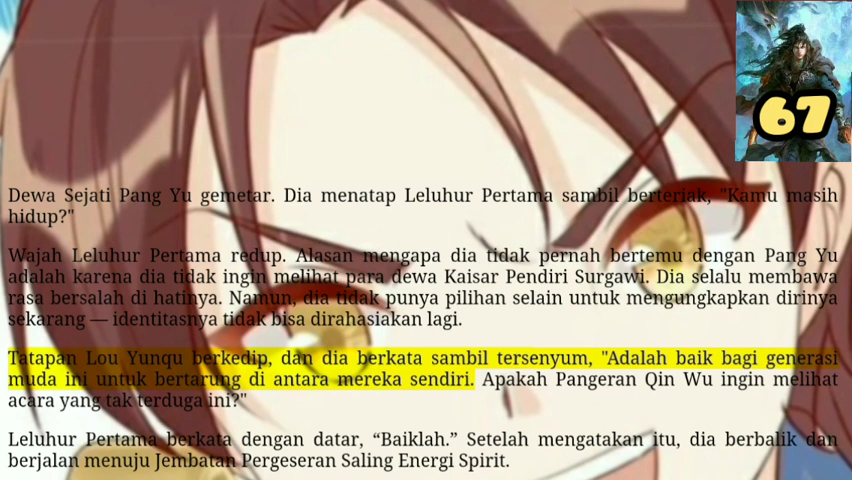 67
Dewa Sejati Pang Yu gemetar. Dia menatap Leluhur Pertama sambil berteriak, "Kamu masih
hidup?"
Wajah Leluhur Pertama redup. Alasan mengapa dia tidak pernah bertemu dengan Pang Yu
adalah karena dia tidak ingin melihat para dewa Kaisar Pendiri Surgawi. Dia selalu membawa
rasa bersalah di hatinya. Namun, dia tidak punya pilihan selain untuk mengungkapkan dirinya
sekarang — identitasnya tidak bisa dirahasiakan lagi.
Tatapan Lou Yunqu berkedip, dan dia berkata sambil tersenyum, "Adalah baik bagi generasi
muda ini untuk bertarung di antara mereka sendiri. Apakah Pangeran Qin Wu ingin melihat
acara yang tak terduga ini?"
Leluhur Pertama berkata dengan datar, “Baiklah.” Setelah mengatakan itu, dia berbalik dan
berjalan menuju Jembatan Pergeseran Saling Energi Spirit.